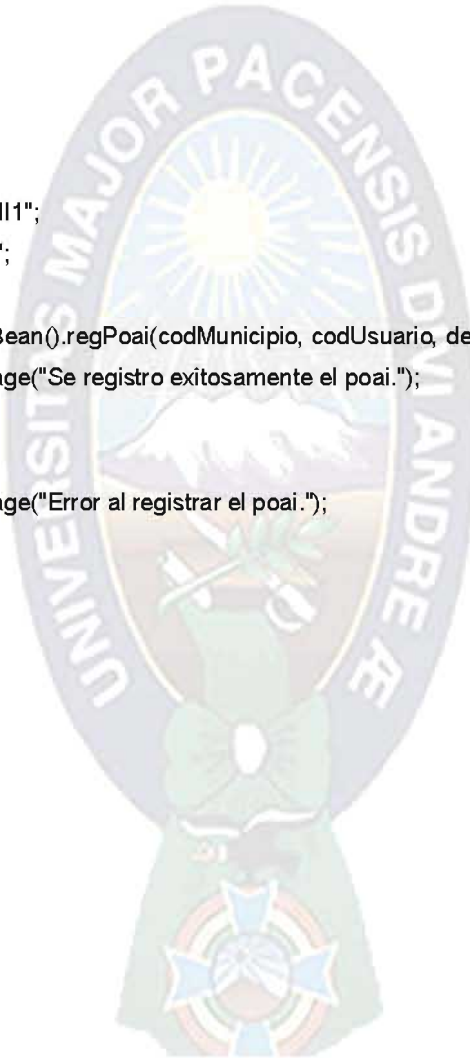 ll1";
";
Bean().regPoai(codMunicipio, codUsuario, de
age("Se registro exitosamente el poai.");
age("Error al registrar el poai.");
UNIVERSITAS MAJOR PACENSIS DIVI ANDRE Æ